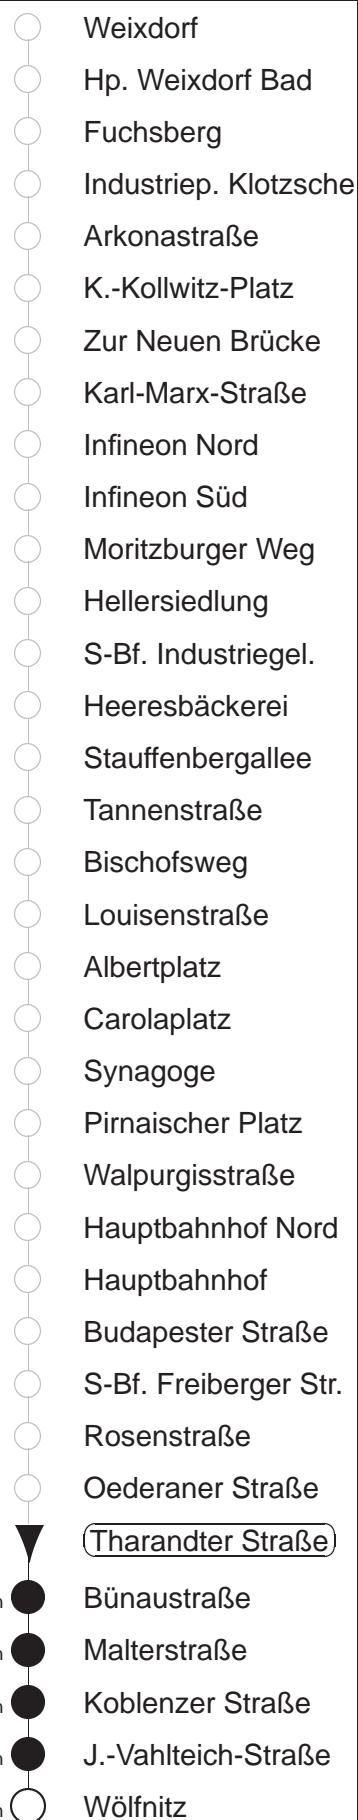 Weixdorf
Hp. Weixdorf Bad
Fuchsberg
Industriep. Klotzsche
Arkonastraße
K.-Kollwitz-Platz
Zur Neuen Brücke
Karl-Marx-Straße
Infineon Nord
Infineon Süd
Moritzburger Weg
Hellersiedlung
S-Bf. Industriegel.
Heeresbäckerei
Stauffenbergallee
Tannenstraße
Bischofsweg
Louisenstraße
Albertplatz
Carolaplatz
Synagoge
Pirnaischer Platz
Walpurgisstraße
Hauptbahnhof Nord
Hauptbahnhof
Budapester Straße
S-Bf. Freiberger Str.
Rosenstraße
Oederaner Straße
Tharandter Straße
Bünaustraße
Malterstraße
Koblenzer Straße
J.-Vahlteich-Straße
Wölfnitz